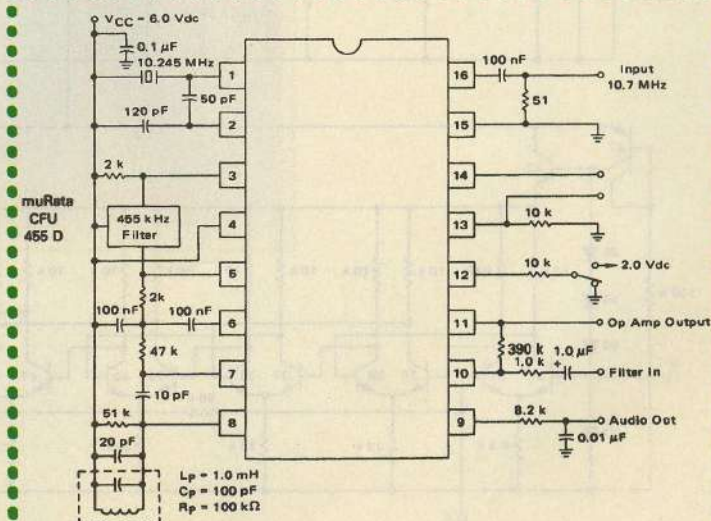 VCC = 6.0 Vdc
0.1 μF
10.245 MHz
50 pF
120 pF
2 k
muRata
CFU
455 D
455 kHz
Filter
2k
100 nF
100 nF
47 k
10 pF
51 k
20 pF
Lp = 1.0 mH
Cp = 100 pF
Rp = 100 kΩ
1
2
3
4
5
6
7
8
16
15
14
13
12
11
10
9
100 nF
Input
10.7 MHz
51
10 k
10 k
2.0 Vdc
Op Amp Output
390 k
1.0 k
1.0 μF
+
Filter In
8.2 k
Audio Out
0.01 μF